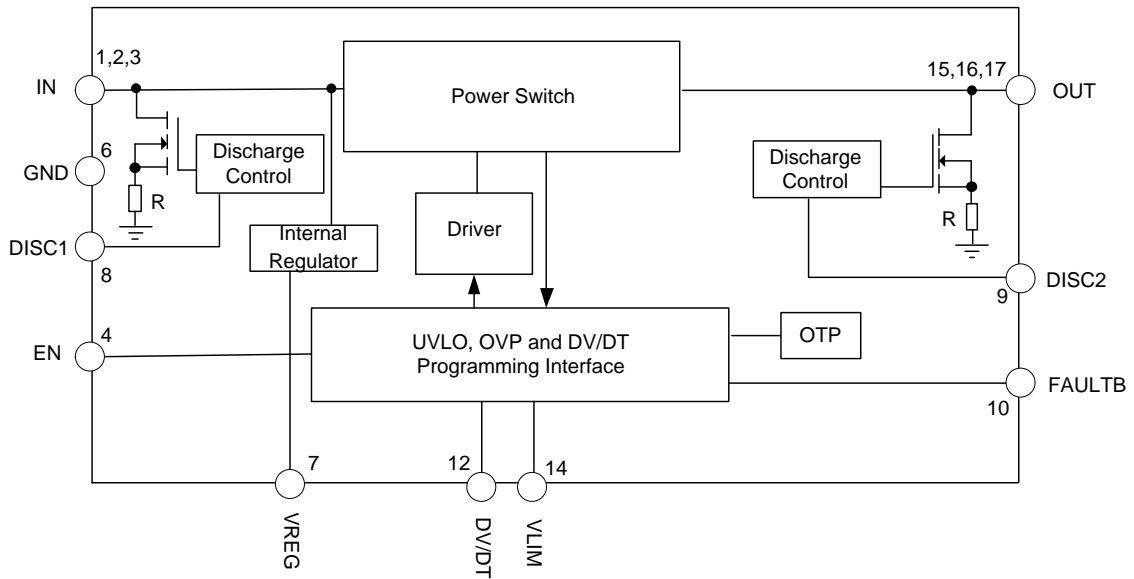 1,2,3
IN
Power Switch
15,16,17
OUT
6
GND
Discharge
Control
R
Discharge
Control
R
Driver
Internal
Regulator
DISC1
8
DISC2
9
4
EN
UVLO, OVP and DV/DT
Programming Interface
OTP
FAULTB
10
7
12
14
VREG
DV/DT
VLIM